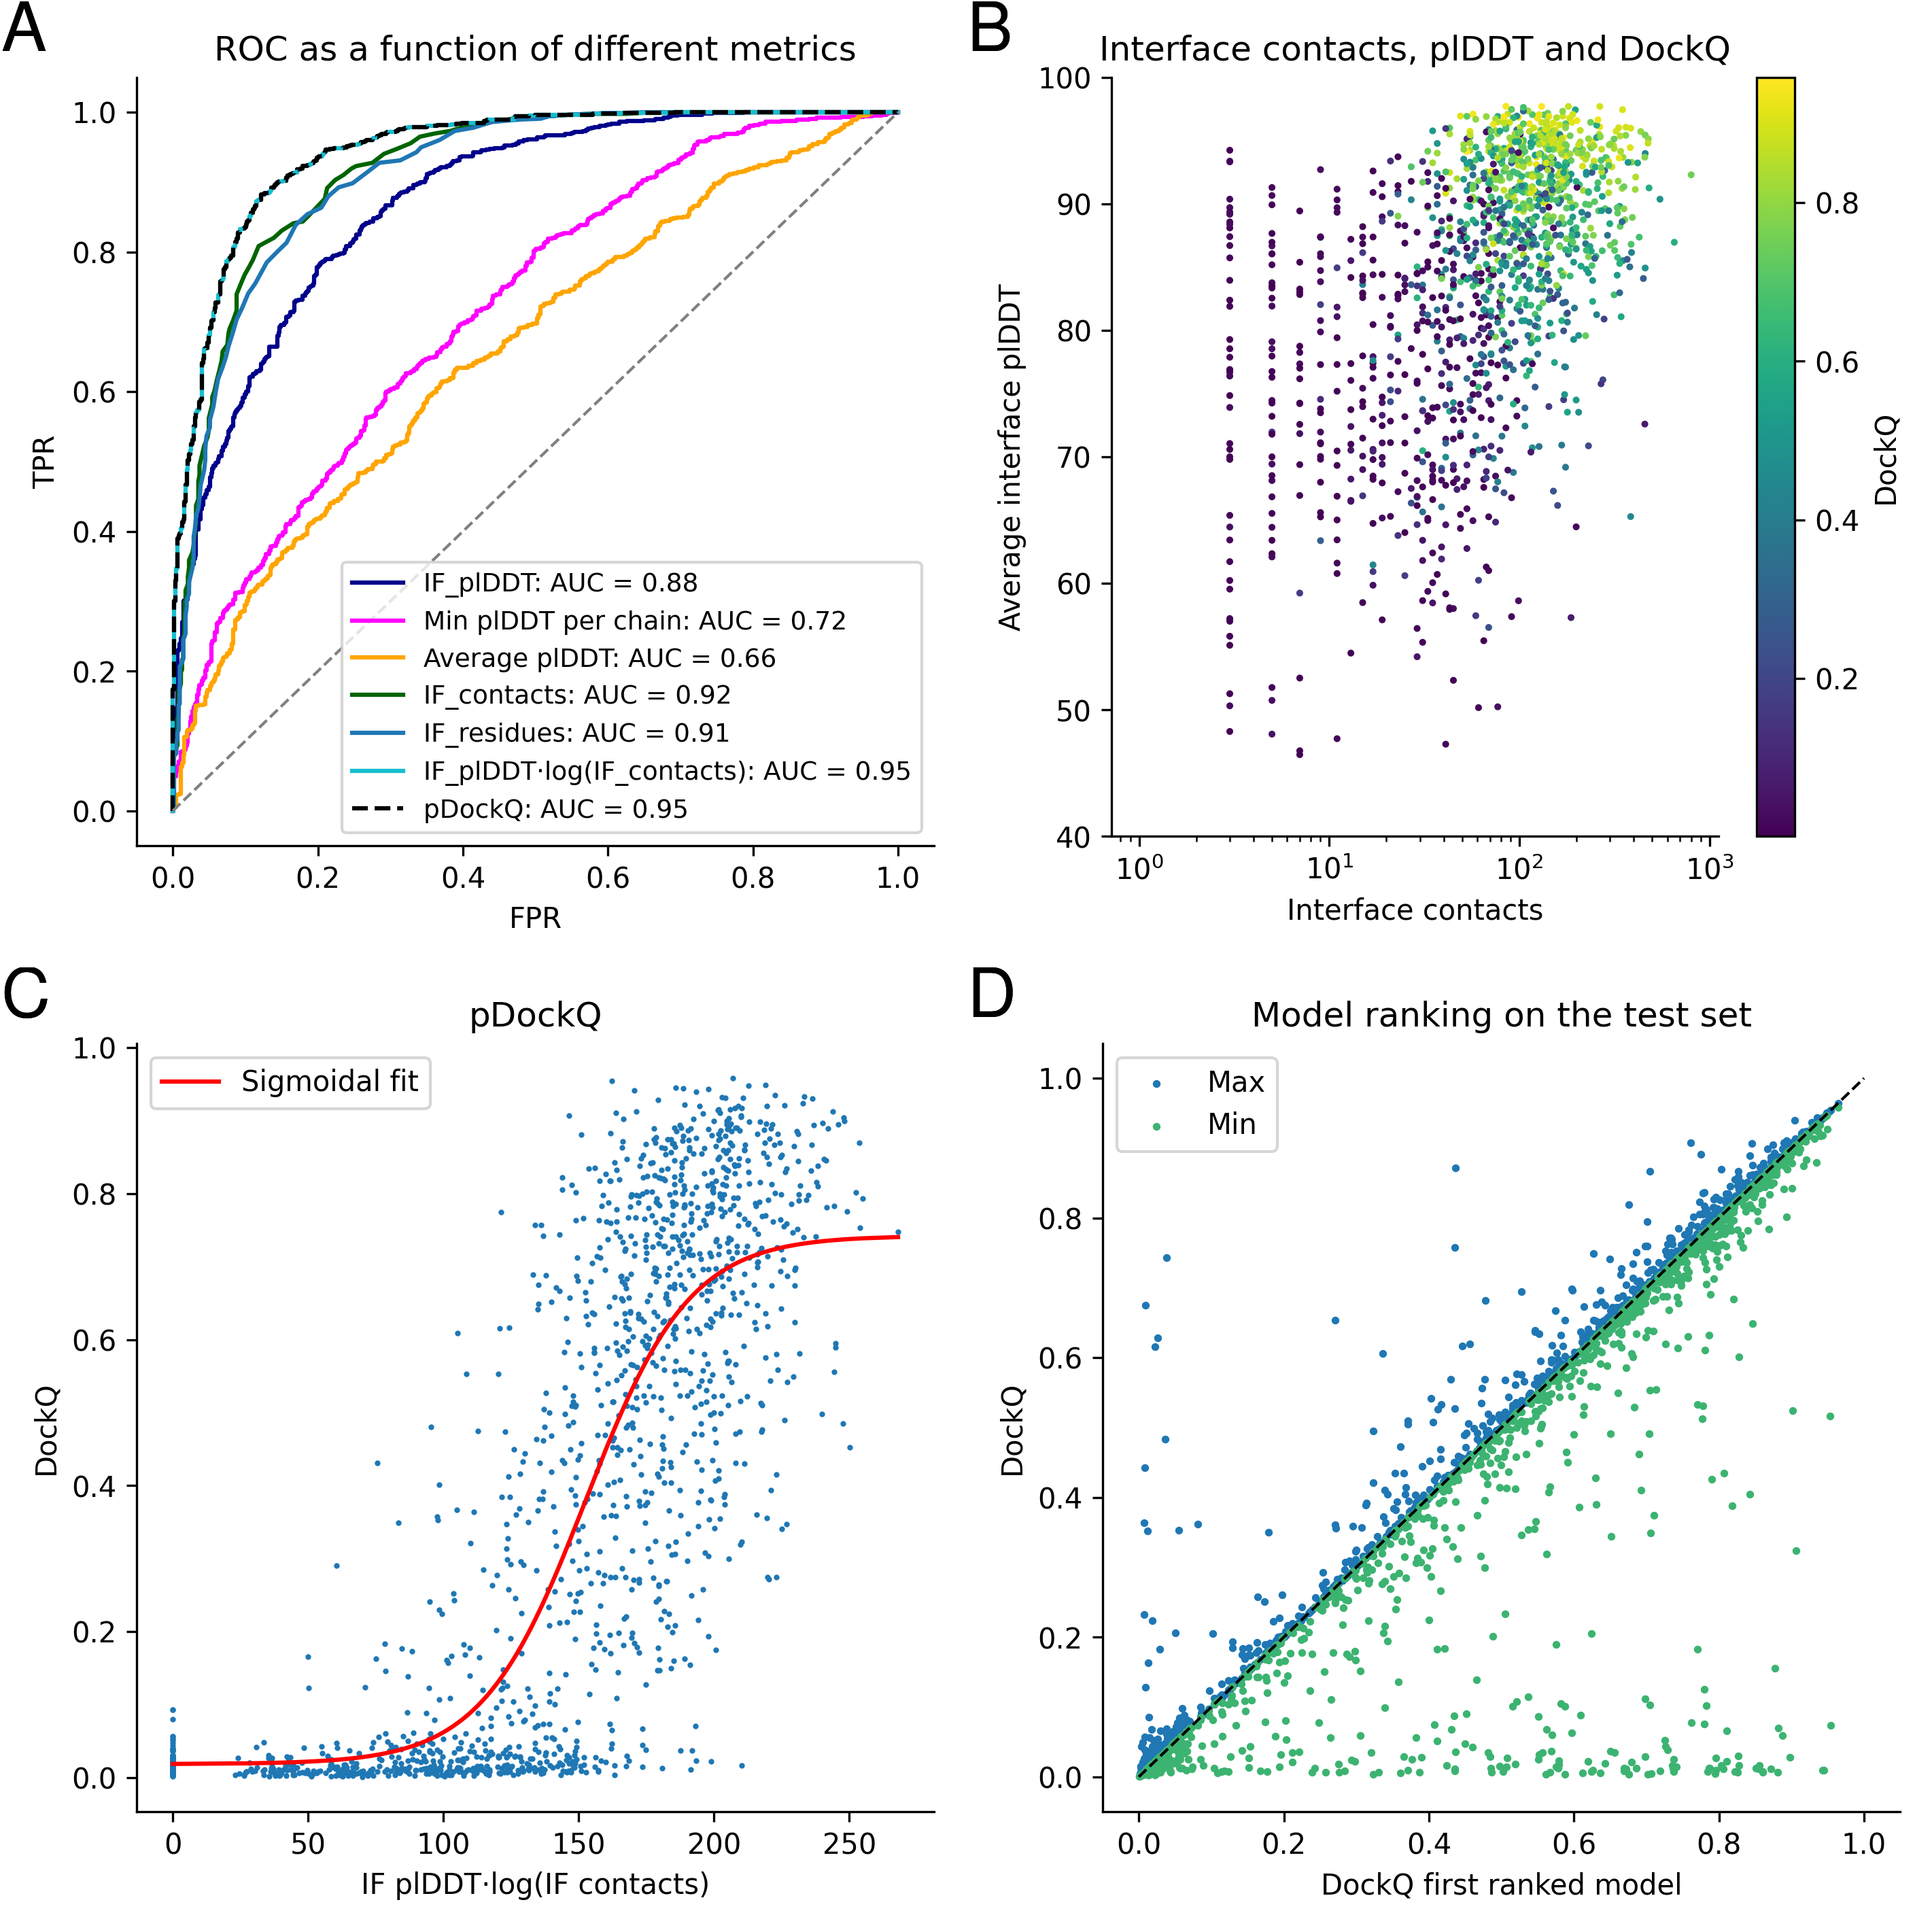 A
ROC as a function of different metrics
1.0
0.8
0.6
0.4
0.2
0.0
TPR
0.0 0.2 0.4 0.6 0.8 1.0
FPR
IF_plDDT: AUC = 0.88
Min plDDT per chain: AUC = 0.72
Average plDDT: AUC = 0.66
IF_contacts: AUC = 0.92
IF_residues: AUC = 0.91
IF_plDDT·log(IF_contacts): AUC = 0.95
pDockQ: AUC = 0.95
B
Interface contacts, plDDT and DockQ
100
90
80
70
60
50
40
Average interface plDDT
10⁰ 10¹ 10² 10³
Interface contacts
0.8
0.6
0.4
0.2
DockQ
C
pDockQ
Sigmoidal fit
1.0
0.8
0.6
0.4
0.2
0.0
DockQ
0 50 100 150 200 250
IF plDDT·log(IF contacts)
D
Model ranking on the test set
Max
Min
1.0
0.8
0.6
0.4
0.2
0.0
DockQ
0.0 0.2 0.4 0.6 0.8 1.0
DockQ first ranked model